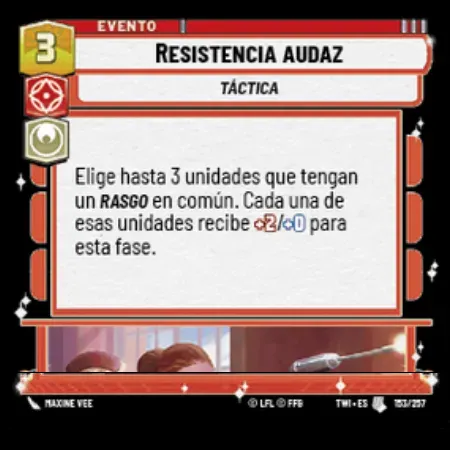 EVENTO
3
RESISTENCIA AUDAZ
TÁCTICA
Elige hasta 3 unidades que tengan
un RASGO en común. Cada una de
esas unidades recibe +2/+0 para
esta fase.
MAXINE VEE
© LFL © FFG
TWI • ES
153/257